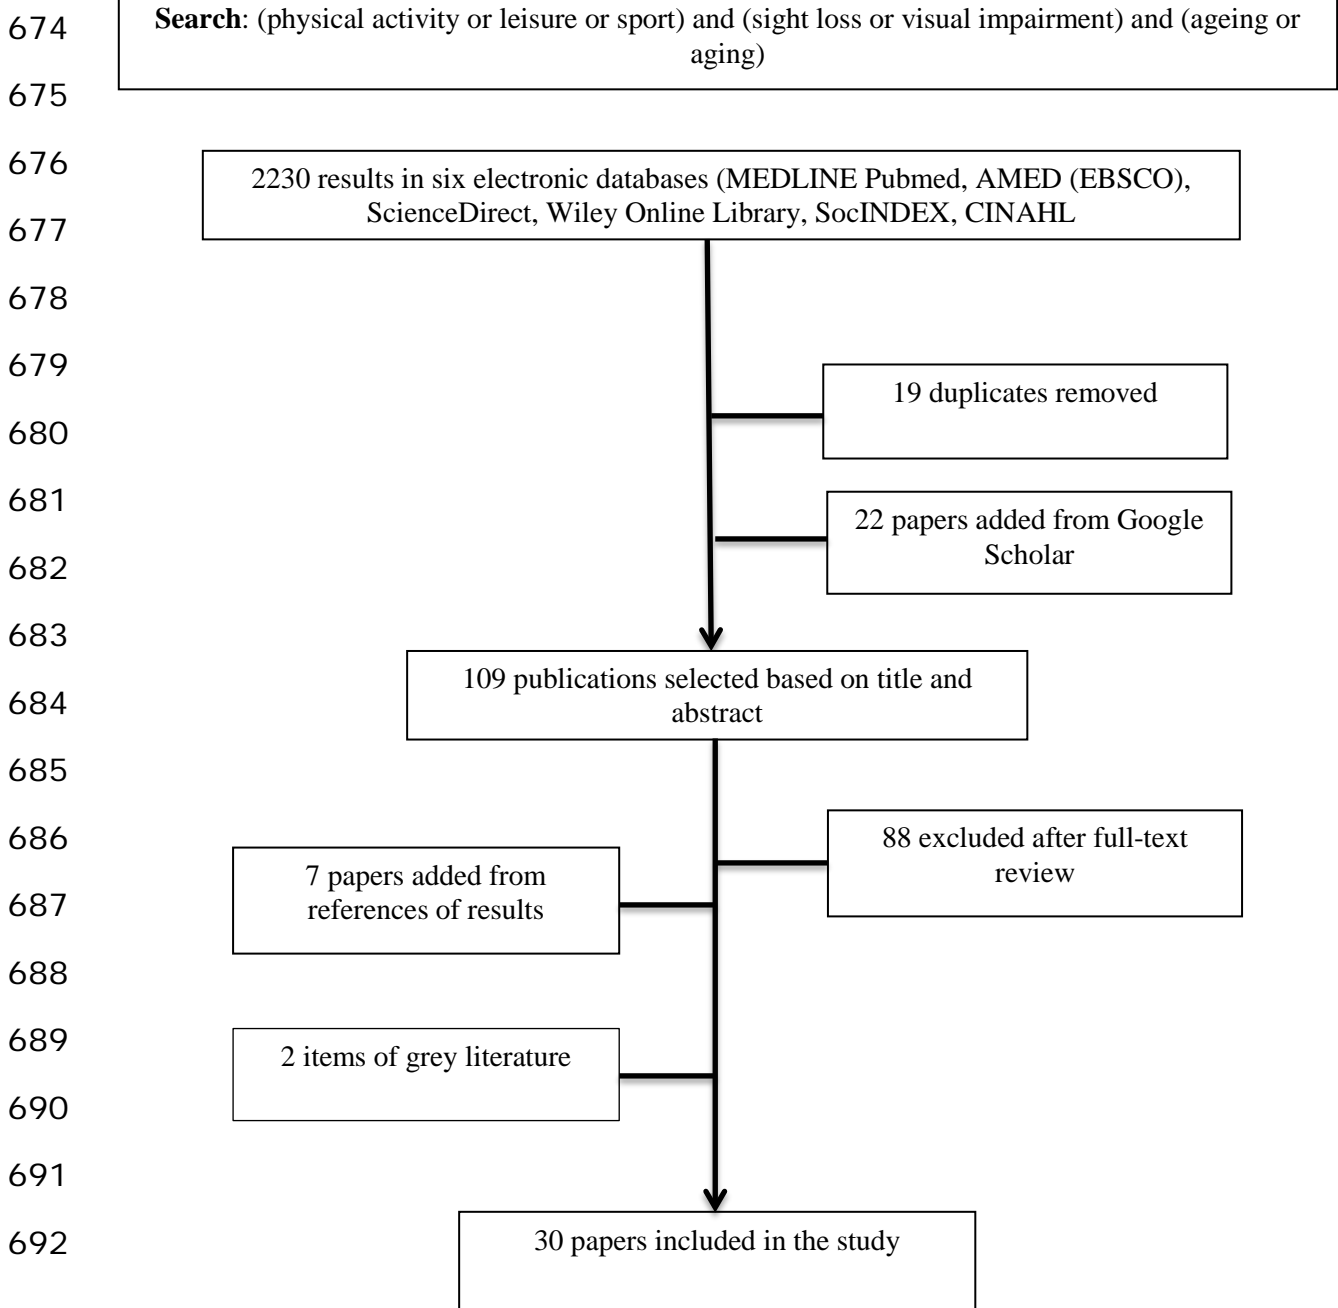 674
Search: (physical activity or leisure or sport) and (sight loss or visual impairment) and (ageing or
aging)
675
676
2230 results in six electronic databases (MEDLINE Pubmed, AMED (EBSCO),
ScienceDirect, Wiley Online Library, SocINDEX, CINAHL
677
678
679
19 duplicates removed
680
681
22 papers added from Google
Scholar
682
683
109 publications selected based on title and
abstract
684
685
686
88 excluded after full-text
review
7 papers added from
references of results
687
688
689
2 items of grey literature
690
691
692
30 papers included in the study